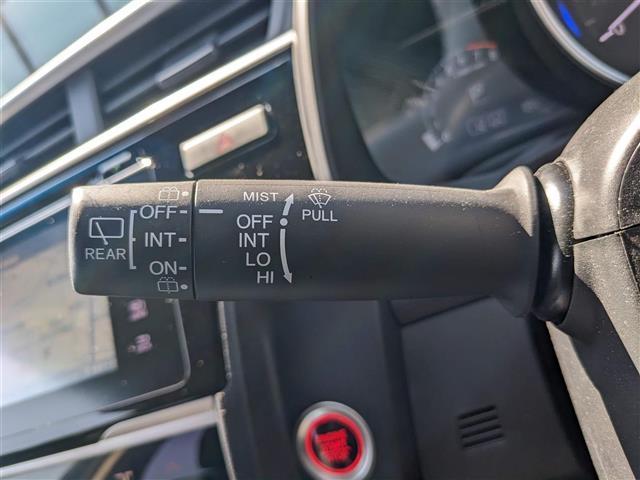 OFF
INT
REAR
ON
MIST
OFF
INT
LO
HI
PULL